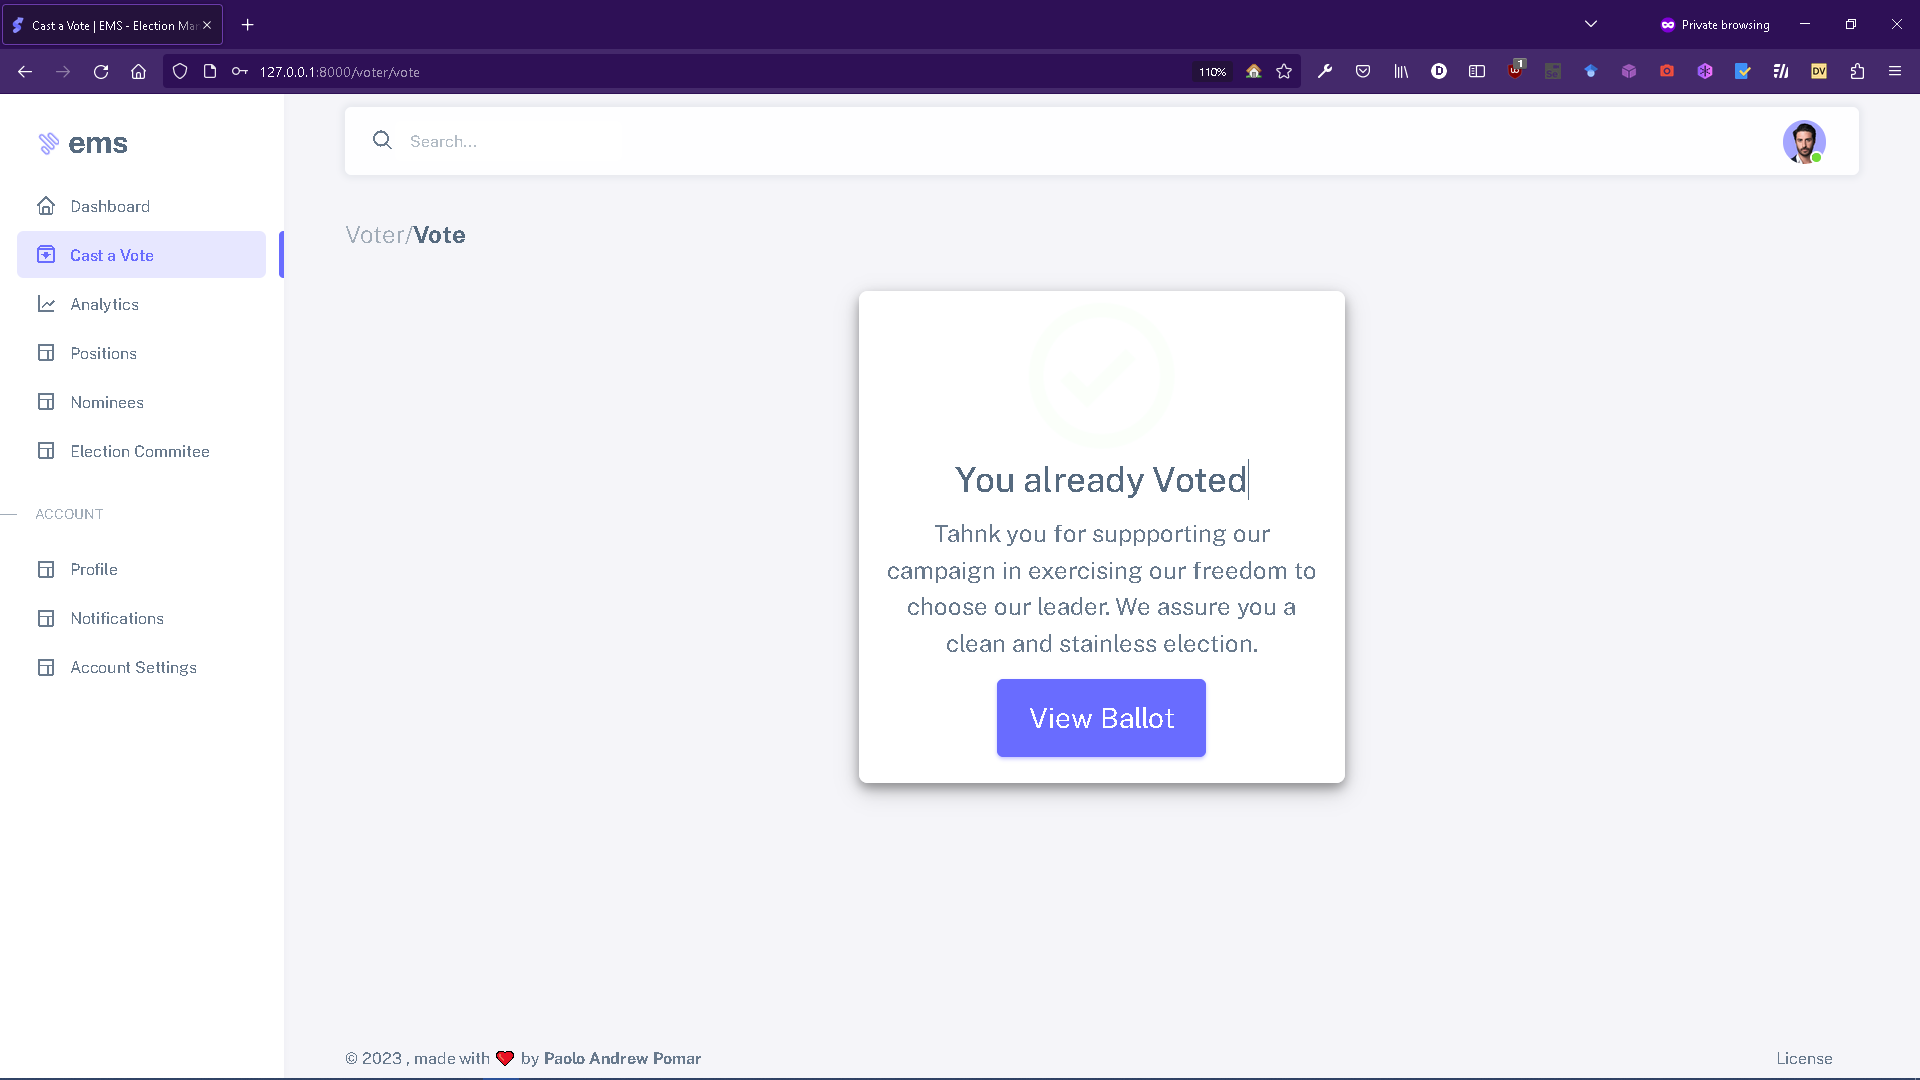 Cast a Vote | EMS - Election Ma
Private browsing
127.0.0.1:8000/voter/vote
110%
1
ems
Search...
Dashboard
Cast a Vote
Analytics
Positions
Nominees
Election Commitee
ACCOUNT
Profile
Notifications
Account Settings
Voter/Vote
You already Voted
Tahnk you for suppporting our
campaign in exercising our freedom to
choose our leader. We assure you a
clean and stainless election.
View Ballot
© 2023 , made with ❤️ by Paolo Andrew Pomar
License